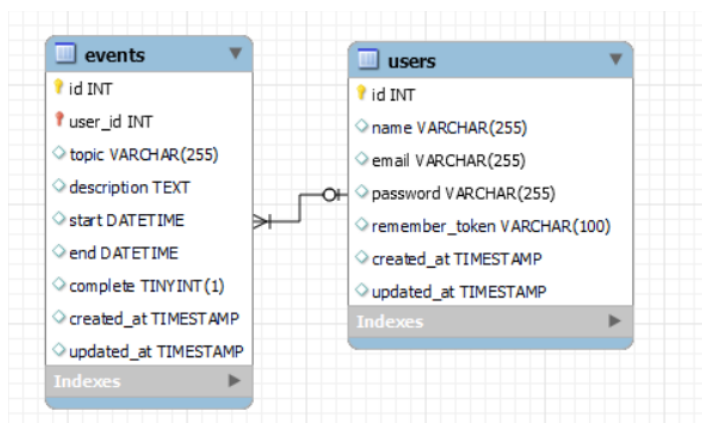 events
id INT
user_id INT
topic VARCHAR(255)
description TEXT
start DATETIME
end DATETIME
complete TINYINT(1)
created_at TIMESTAMP
updated_at TIMESTAMP
Indexes
users
id INT
name VARCHAR(255)
email VARCHAR(255)
password VARCHAR(255)
remember_token VARCHAR(100)
created_at TIMESTAMP
updated_at TIMESTAMP
Indexes